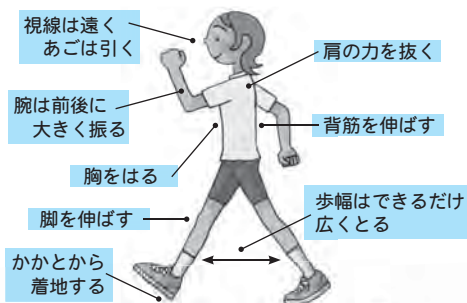 視線は遠く
あごは引く
肩の力を抜く
腕は前後に
大きく振る
背筋を伸ばす
胸をはる
脚を伸ばす
歩幅はできるだけ
広くとる
かかとから
着地する